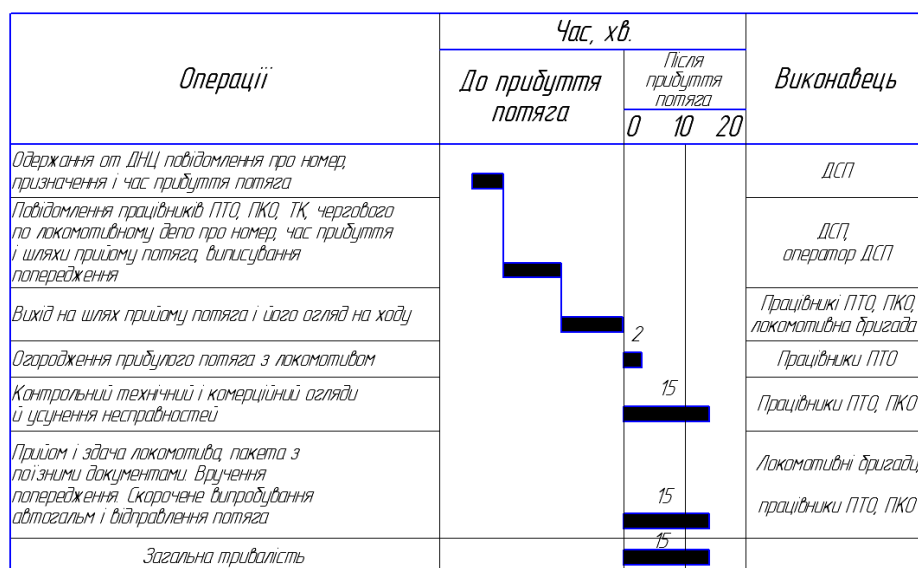 Операції
Час, хв.
До прибуття
потяга
Після
прибуття
потяга
0 10 20
Виконавець
Одержання от ДНЦ повідомлення про номер,
призначення і час прибуття потяга
ДСП
Повідомлення працівників ПТО, ПКО, ТК, чергового
по локомотивному депо про номер, час прибуття
і шляхи прийому потяга, виписування
попередження
ДСП,
оператор ДСП
Вихід на шлях прийому потяга і його огляд на ходу
Працівникі ПТО, ПКО,
локомотивна бригада
Огородження прибулого потяга з локомотивом
2
Працівники ПТО
Контрольний технічний і комерційний огляди
й усунення несправностей
15
Працівники ПТО, ПКО
Прийом і здача локомотива, пакета з
поїзними документами. Вручення
попередження. Скорочене випробування
автогальм і відправлення потяга
15
Локомотивні бригади,
працівники ПТО, ПКО
Загальна тривалість
15